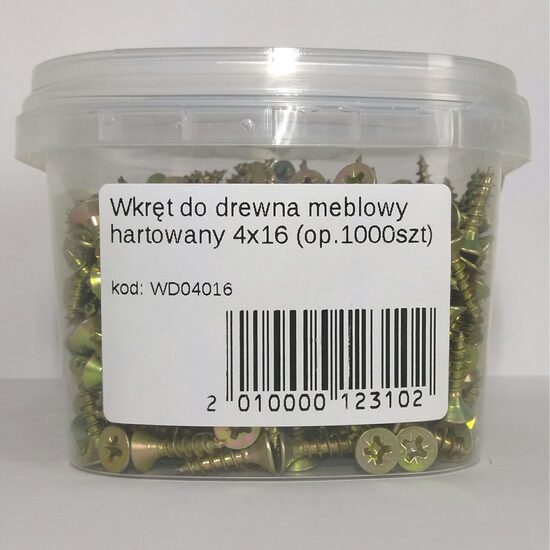 Wkręt do drewna meblowy
hartowany 4x16 (op.1000szt)
kod: WD04016
2 010000 123102